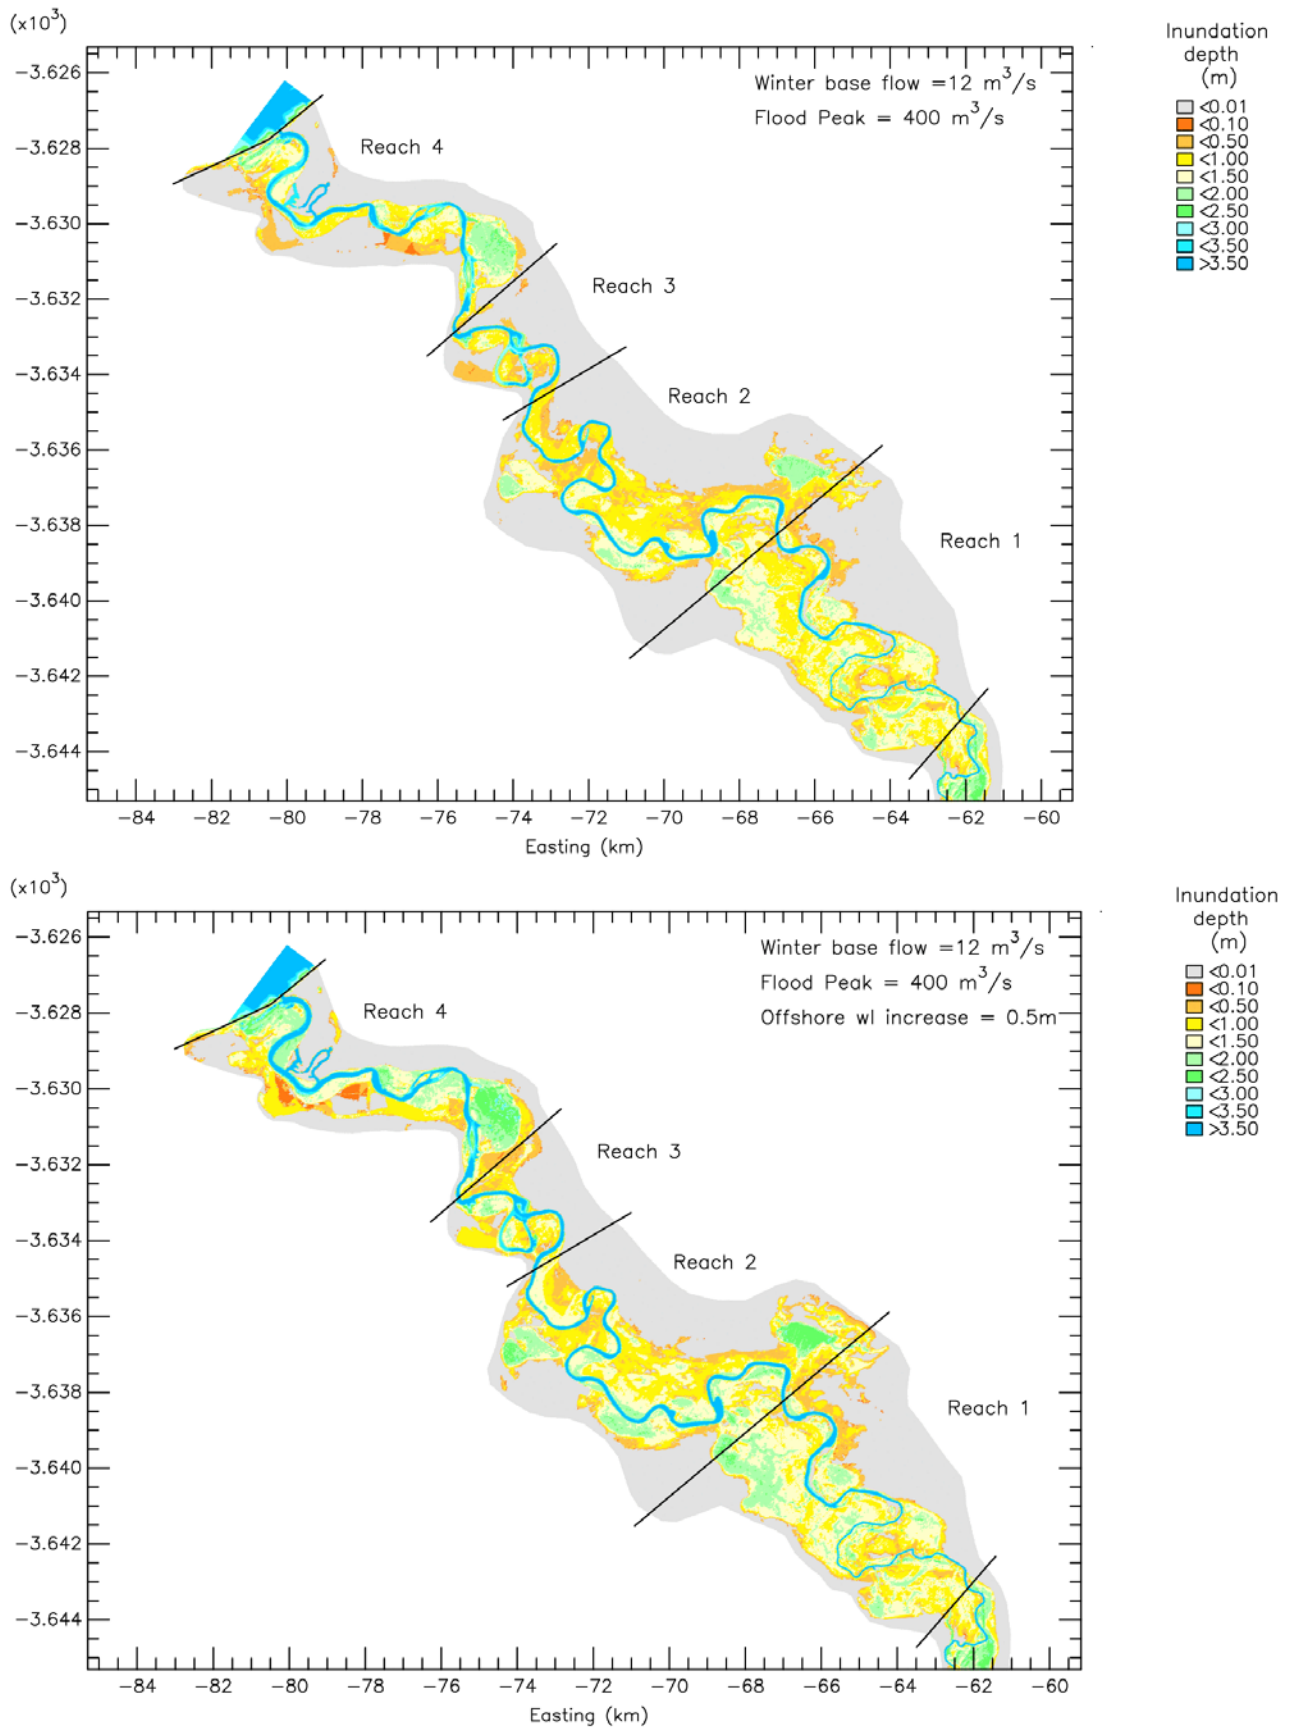 (x10³)
Inundation
depth
(m)
−3.626
Winter base flow =12 m³/s
<0.01
<0.10
Flood Peak = 400 m³/s
<0.50
−3.628
Reach 4
<1.00
<1.50
<2.00
−3.630
<2.50
<3.00
<3.50
>3.50
Reach 3
−3.632
−3.634
Reach 2
−3.636
−3.638
Reach 1
−3.640
−3.642
−3.644
−84 −82 −80 −78 −76 −74 −72 −70 −68 −66 −64 −62 −60
Easting (km)
(x10³)
Inundation
depth
(m)
−3.626
Winter base flow =12 m³/s
<0.01
Flood Peak = 400 m³/s
<0.10
<0.50
−3.628
Reach 4
Offshore wl increase = 0.5m
<1.00
<1.50
<2.00
−3.630
<2.50
<3.00
<3.50
>3.50
Reach 3
−3.632
−3.634
Reach 2
−3.636
−3.638
Reach 1
−3.640
−3.642
−3.644
−84 −82 −80 −78 −76 −74 −72 −70 −68 −66 −64 −62 −60
Easting (km)